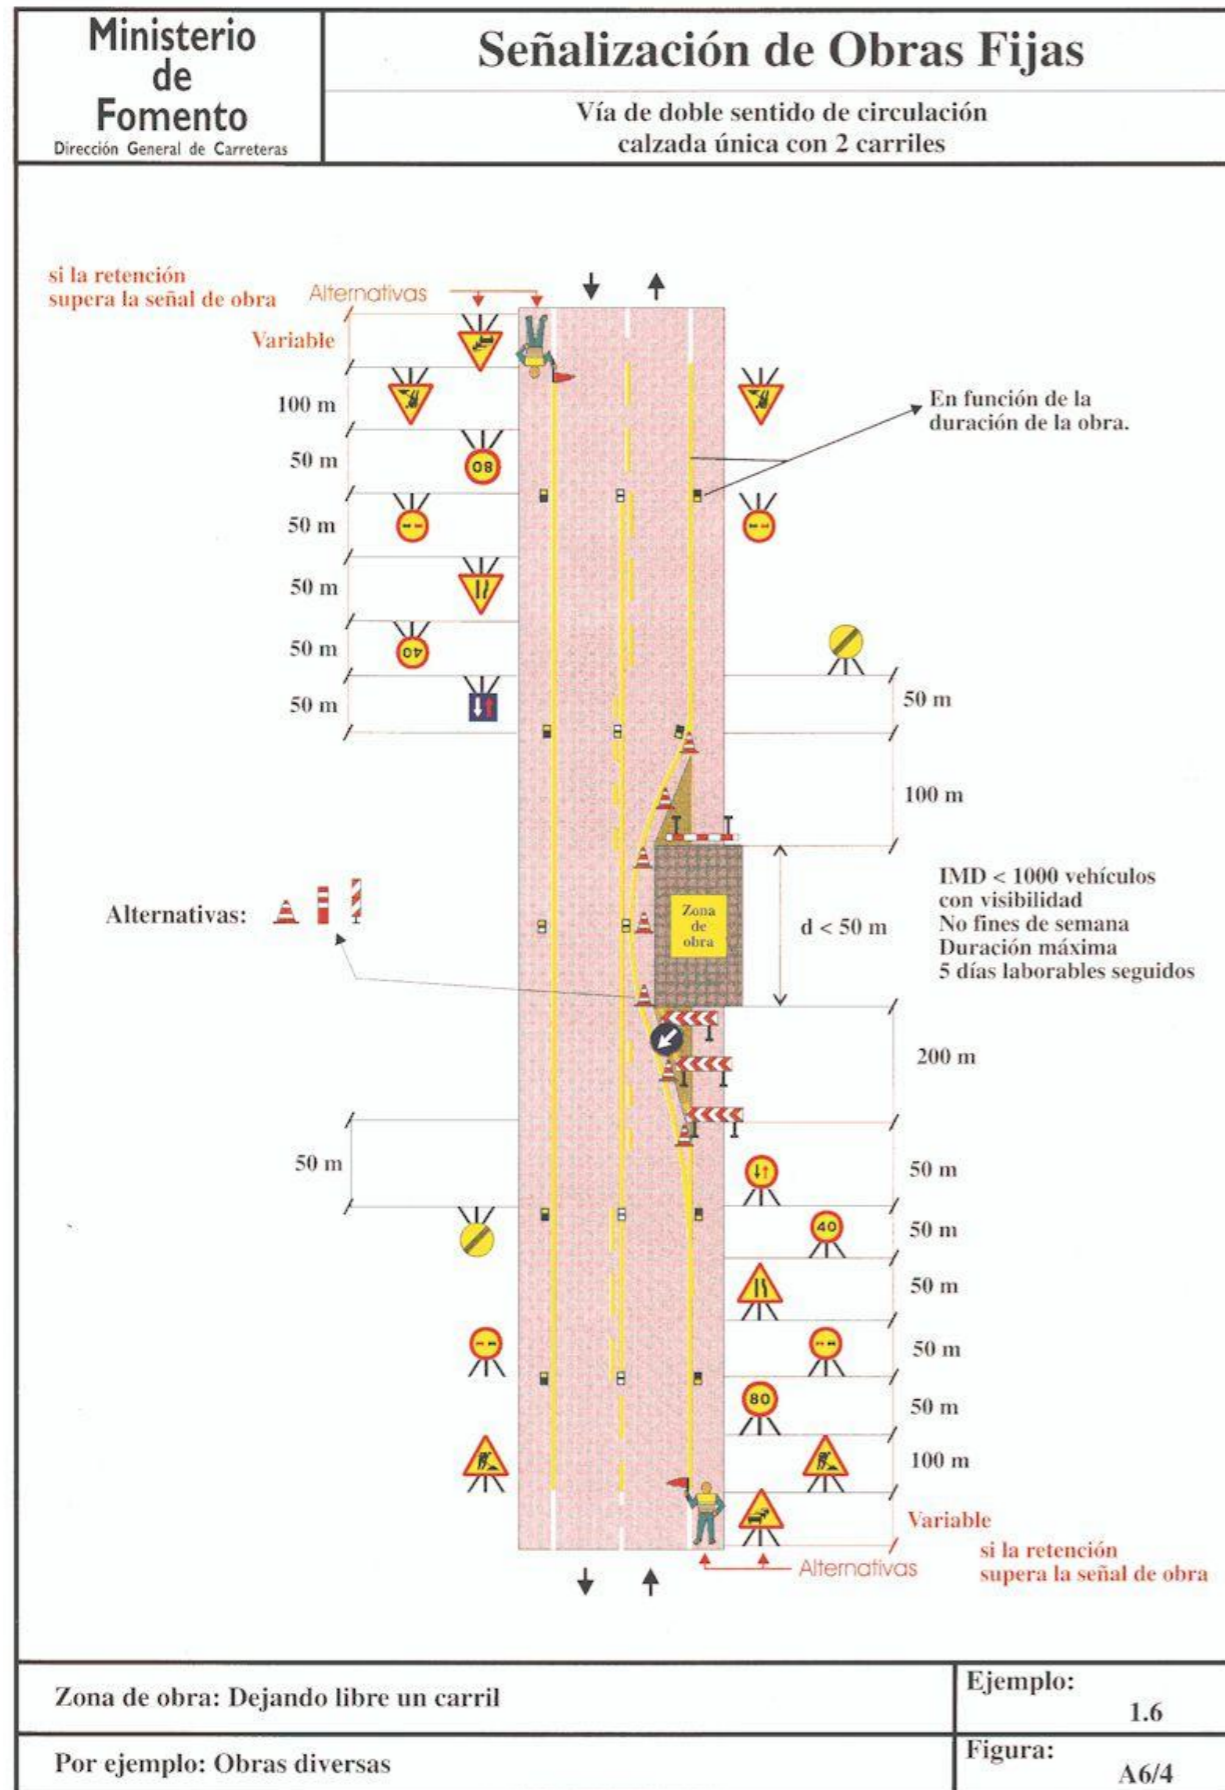 Ministerio
de
Fomento
Dirección General de Carreteras
Señalización de Obras Fijas
Vía de doble sentido de circulación
calzada única con 2 carriles
si la retención
supera la señal de obra
Alternativas
Variable
100 m
80
50 m
50 m
50 m
40
50 m
50 m
En función de la
duración de la obra.
50 m
100 m
Alternativas:
Zona
de
obra
d < 50 m
IMD < 1000 vehículos
con visibilidad
No fines de semana
Duración máxima
5 días laborables seguidos
200 m
50 m
50 m
40
50 m
50 m
50 m
80
50 m
100 m
Variable
Alternativas
si la retención
supera la señal de obra
Zona de obra: Dejando libre un carril
Ejemplo:
1.6
Por ejemplo: Obras diversas
Figura:
A6/4